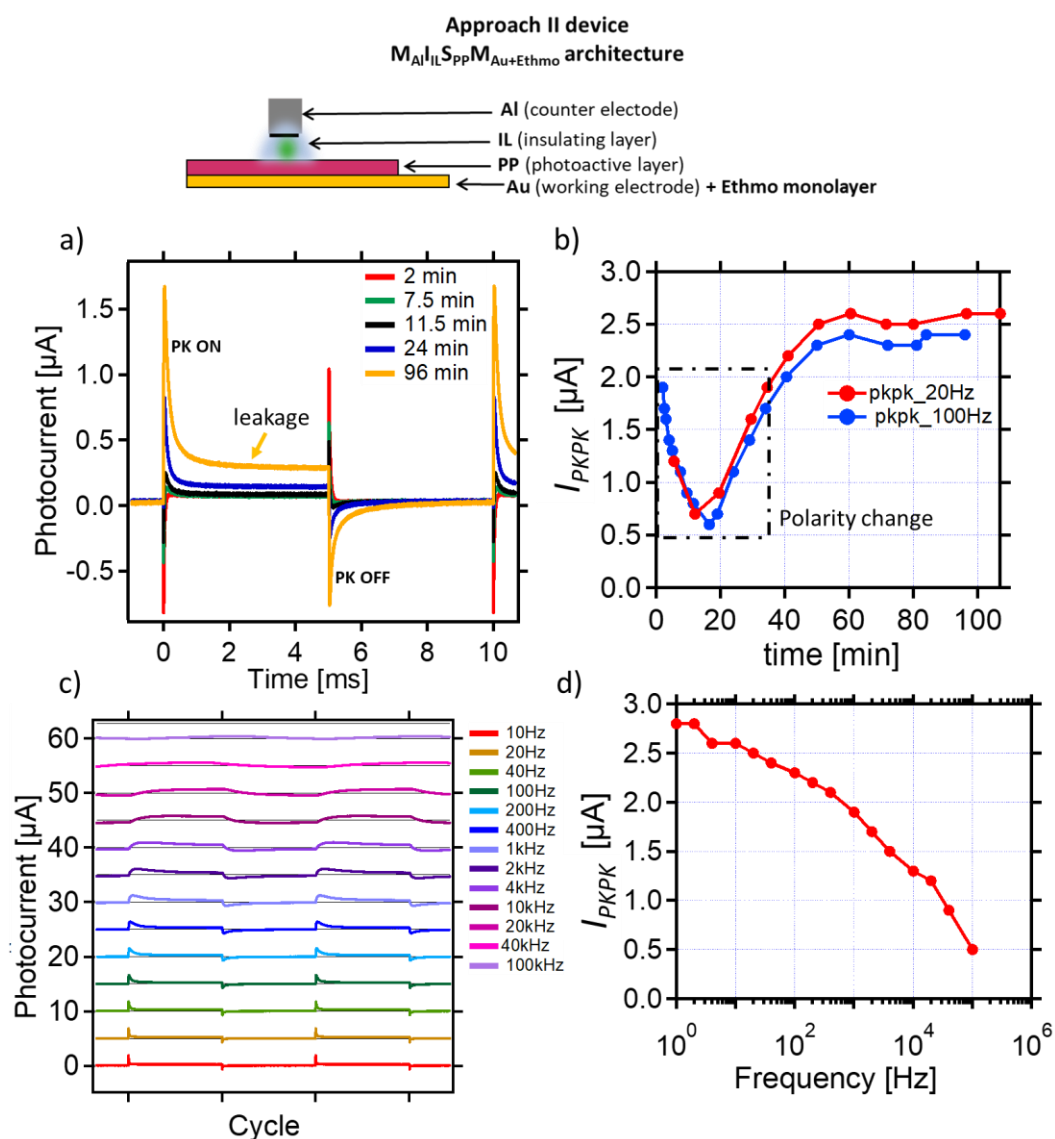 Approach II device
M_AlI_ILS_PPM_Au+Ethmo architecture
Al (counter electode)
IL (insulating layer)
PP (photoactive layer)
Au (working electrode) + Ethmo monolayer
a)
Photocurrent [µA]
1.5
1.0
0.5
0.0
-0.5
PK ON
leakage
PK OFF
2 min
7.5 min
11.5 min
24 min
96 min
0 2 4 6 8 10
Time [ms]
b)
I_PKPK [µA]
3.0
2.5
2.0
1.5
1.0
0.5
0.0
pkpk_20Hz
pkpk_100Hz
Polarity change
0 20 40 60 80 100
time [min]
c)
Photocurrent [µA]
60
50
40
30
20
10
0
10Hz
20Hz
40Hz
100Hz
200Hz
400Hz
1kHz
2kHz
4kHz
10kHz
20kHz
40kHz
100kHz
Cycle
d)
I_PKPK [µA]
3.0
2.5
2.0
1.5
1.0
0.5
0.0
10^0 10^2 10^4 10^6
Frequency [Hz]